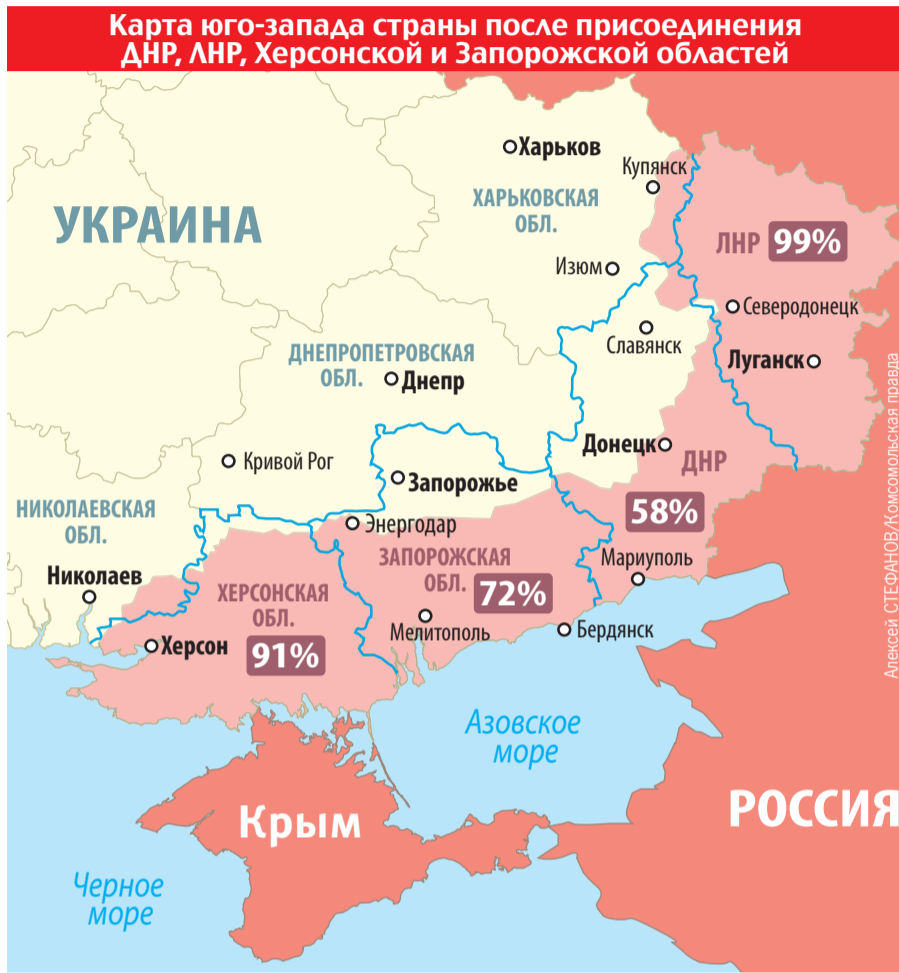 Карта юго-запада страны после присоединения
ДНР, ЛНР, Херсонской и Запорожской областей
Харьков
Купянск
ХАРЬКОВСКАЯ
ОБЛ.
УКРАИНА
ЛНР 99%
Изюм
Северодонецк
Славянск
ДНЕПРОПЕТРОВСКАЯ
ОБЛ.
Днепр
Луганск
Донецк
ДНР
58%
Кривой Рог
Запорожье
НИКОЛАЕВСКАЯ
ОБЛ.
Энергодар
ЗАПОРОЖСКАЯ
ОБЛ. 72%
Мариуполь
Николаев
ХЕРСОНСКАЯ
ОБЛ.
91%
Мелитополь
Бердянск
Херсон
Азовское
море
РОССИЯ
Крым
Черное
море
Алексей СТЕФАНОВ/Комсомольская правда